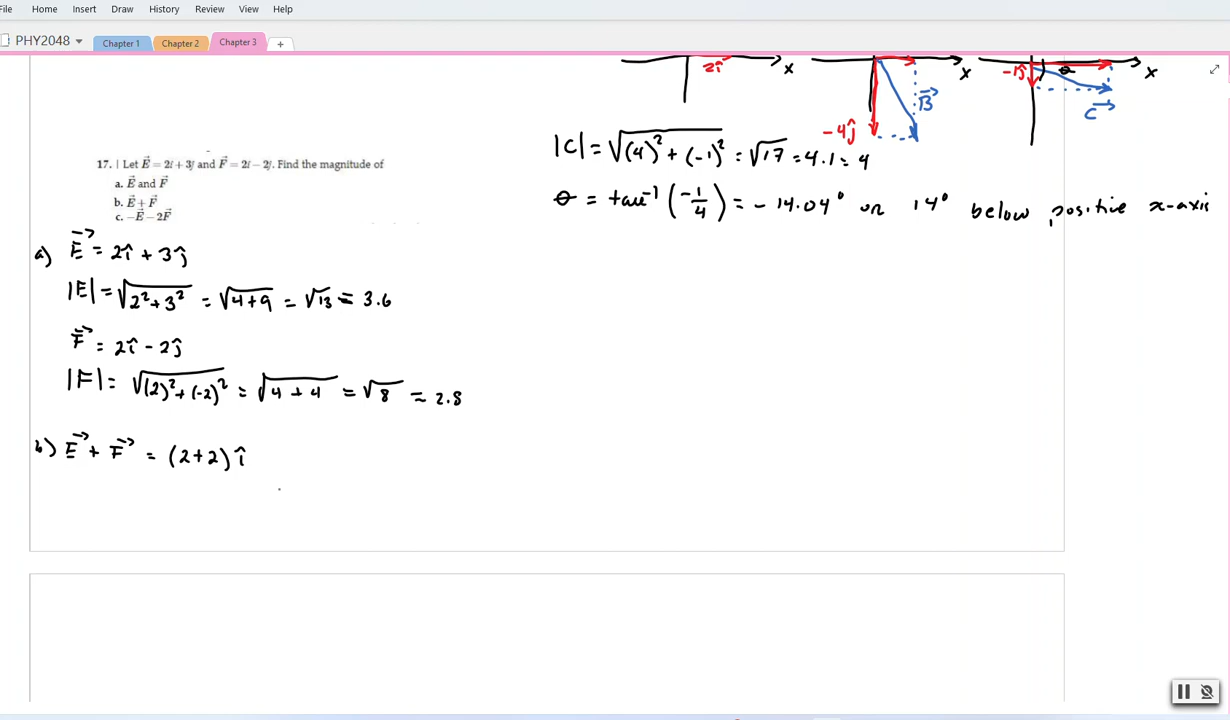 File Home Insert Draw History Review View Help
PHY2048 Chapter 1 Chapter 2 Chapter 3 +
2î x x -1ĵ θ x
B⃗ C⃗
-4ĵ
|C| = √(4)² + (-1)² = √17 = 4.1 = 4
θ = tan⁻¹(-1/4) = -14.04° or 14° below positive x-axis
17. | Let E⃗ = 2î + 3ĵ and F⃗ = 2î − 2ĵ. Find the magnitude of
a. E⃗ and F⃗
b. E⃗ + F⃗
c. −E⃗ − 2F⃗
a) E⃗ = 2î + 3ĵ
|E| = √2² + 3² = √4+9 = √13 = 3.6
F⃗ = 2î - 2ĵ
|F| = √(2)² + (-2)² = √4 + 4 = √8 = 2.8
b) E⃗ + F⃗ = (2+2) î